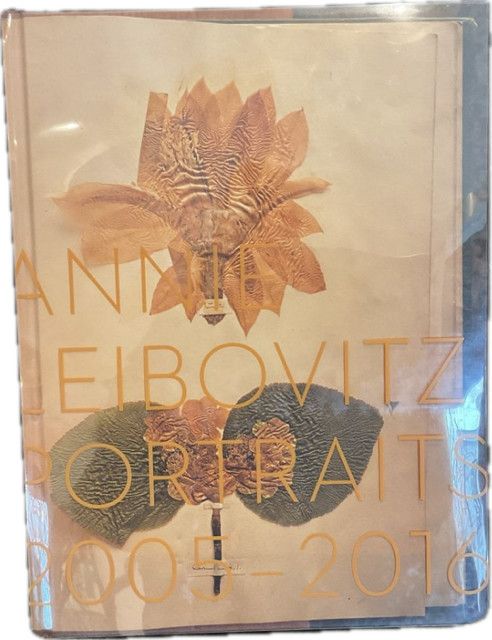 ANNIE
LEIBOVITZ
PORTRAITS
2005–2016